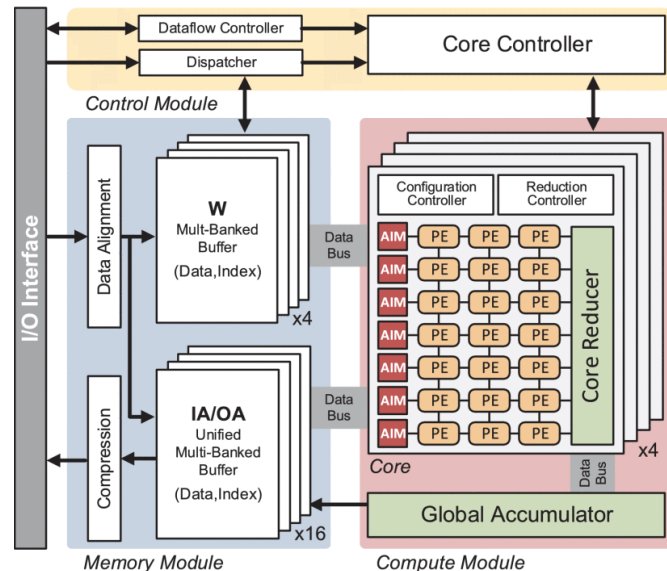 I/O Interface
Dataflow Controller
Dispatcher
Core Controller
Control Module
Data Alignment
W
Mult-Banked
Buffer
(Data,Index)
x4
Data
Bus
Compression
IA/OA
Unified
Multi-Banked
Buffer
(Data,Index)
x16
Data
Bus
Memory Module
Configuration
Controller
Reduction
Controller
AIM PE PE PE
AIM PE PE PE
AIM PE PE PE
AIM PE PE PE
AIM PE PE PE
AIM PE PE PE
AIM PE PE PE
Core Reducer
Core
x4
Data
Bus
Global Accumulator
Compute Module